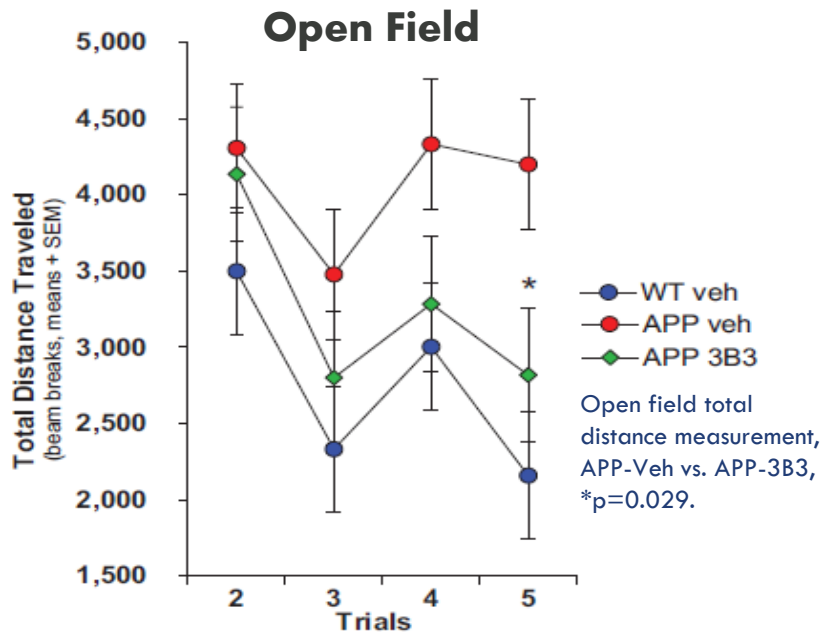 Open Field
5,000
4,500
4,000
3,500
3,000
2,500
2,000
1,500
Total Distance Traveled
(beam breaks, means + SEM)
2 3 4 5
Trials
*
WT veh
APP veh
APP 3B3
Open field total
distance measurement,
APP-Veh vs. APP-3B3,
*p=0.029.